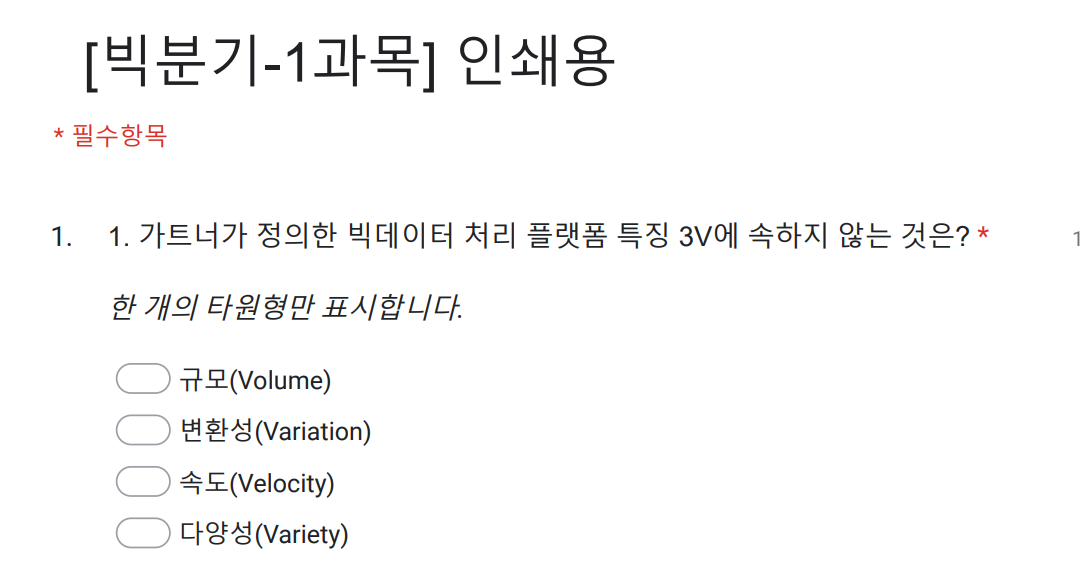 [빅분기-1과목] 인쇄용
* 필수항목
1. 1. 가트너가 정의한 빅데이터 처리 플랫폼 특징 3V에 속하지 않는 것은? * 1
한 개의 타원형만 표시합니다.
규모(Volume)
변환성(Variation)
속도(Velocity)
다양성(Variety)